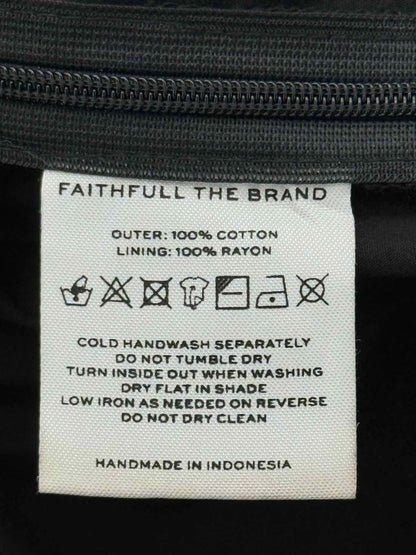 FAITHFULL THE BRAND
OUTER: 100% COTTON
LINING: 100% RAYON
COLD HANDWASH SEPARATELY
DO NOT TUMBLE DRY
TURN INSIDE OUT WHEN WASHING
DRY FLAT IN SHADE
LOW IRON AS NEEDED ON REVERSE
DO NOT DRY CLEAN
HANDMADE IN INDONESIA